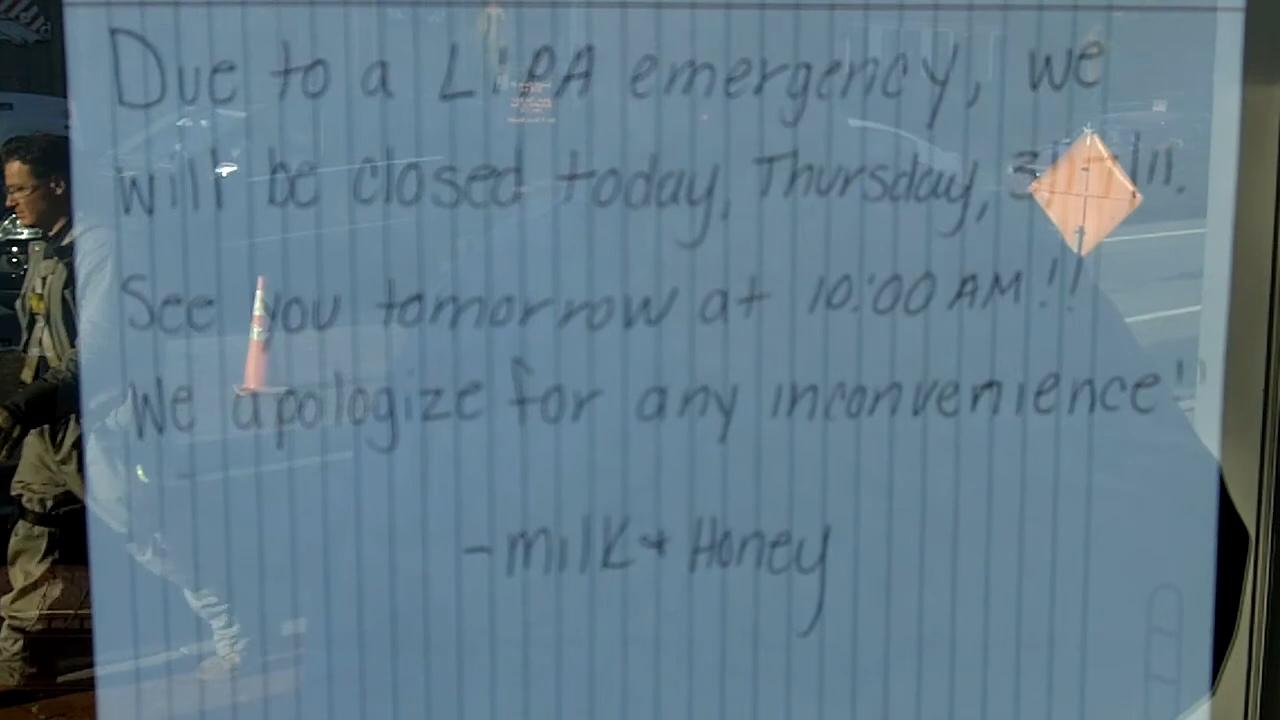 Due to a LIPA emergency, we
will be closed today, Thursday,
See you tomorrow at 10:00 AM!!
We apologize for any inconvenience!
-Milk + Honey